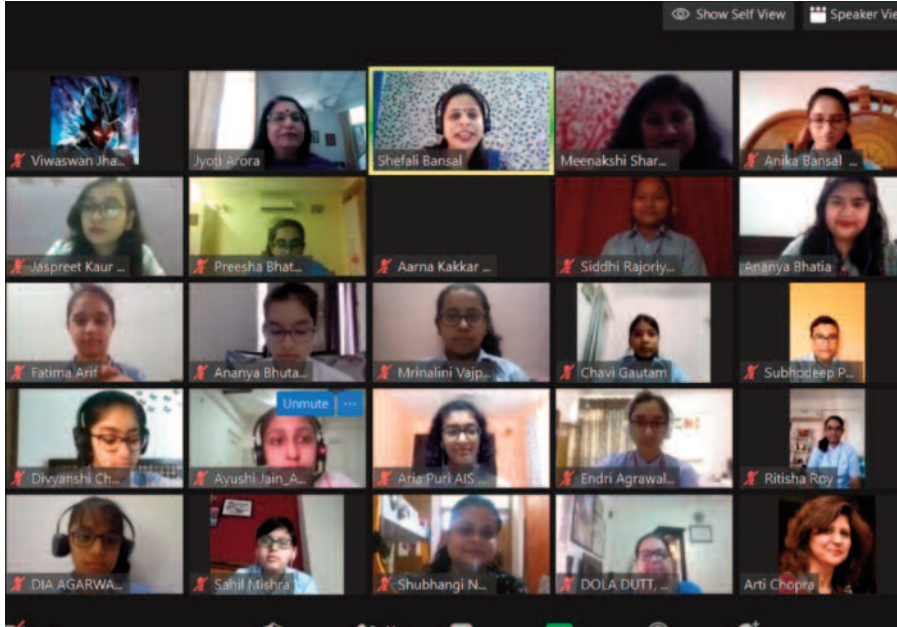 Show Self View
Speaker Vie
Viwaswan Jha...
Jyoti Arora
Shefali Bansal
Meenakshi Shar...
Anika Bansal ...
Jaspreet Kaur ...
Preesha Bhat...
Aarna Kakkar ...
Siddhi Rajoriy...
Ananya Bhatia
Fatima Arif
Ananya Bhuta...
Mrinalini Vajp...
Chavi Gautam
Subhodeep P...
Unmute ...
Divyanshi Ch...
Ayushi Jain_A...
Aria Puri AIS ...
Endri Agrawal...
Ritisha Roy
DIA AGARWA...
Sahil Mishra
Shubhangi N...
DOLA DUTT, ...
Arti Chopra